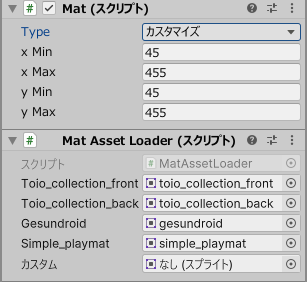 Mat (スクリプト)
Type カスタマイズ
x Min 45
x Max 455
y Min 45
y Max 455
Mat Asset Loader (スクリプト)
スクリプト MatAssetLoader
Toio_collection_front toio_collection_front
Toio_collection_back toio_collection_back
Gesundroid gesundroid
Simple_playmat simple_playmat
カスタム なし (スプライト)